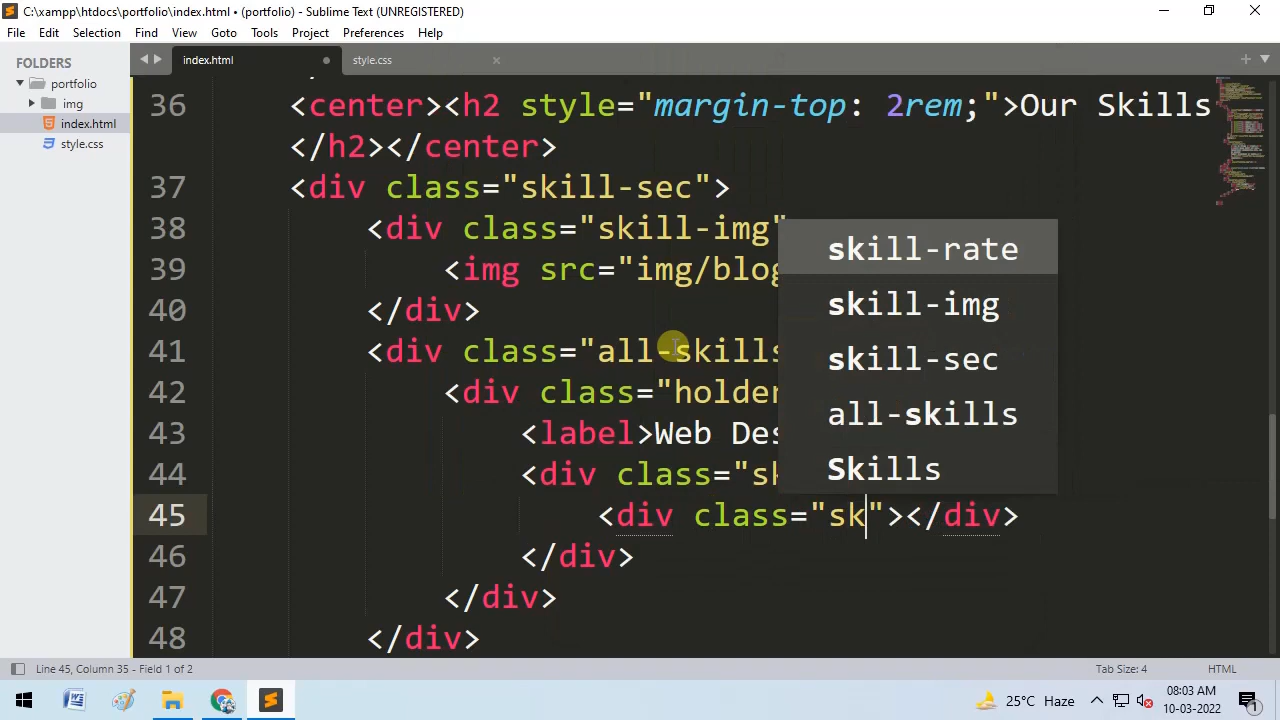 C:\xampp\htdocs\portfolio\index.html • (portfolio) - Sublime Text (UNREGISTERED)
File Edit Selection Find View Goto Tools Project Preferences Help
FOLDERS
portfolio
img
index.html
style.css
index.html
style.css
36 <center><h2 style="margin-top: 2rem;">Our Skills
</h2></center>
37 <div class="skill-sec">
38 <div class="skill-img"
39 <img src="img/blog
40 </div>
41 <div class="all-skills
42 <div class="holder
43 <label>Web Des
44 <div class="sk
45 <div class="sk"></div>
46 </div>
47 </div>
48 </div>
skill-rate
skill-img
skill-sec
all-skills
Skills
Line 45, Column 35 - Field 1 of 2
Tab Size: 4
HTML
25°C Haze
08:03 AM
10-03-2022
1